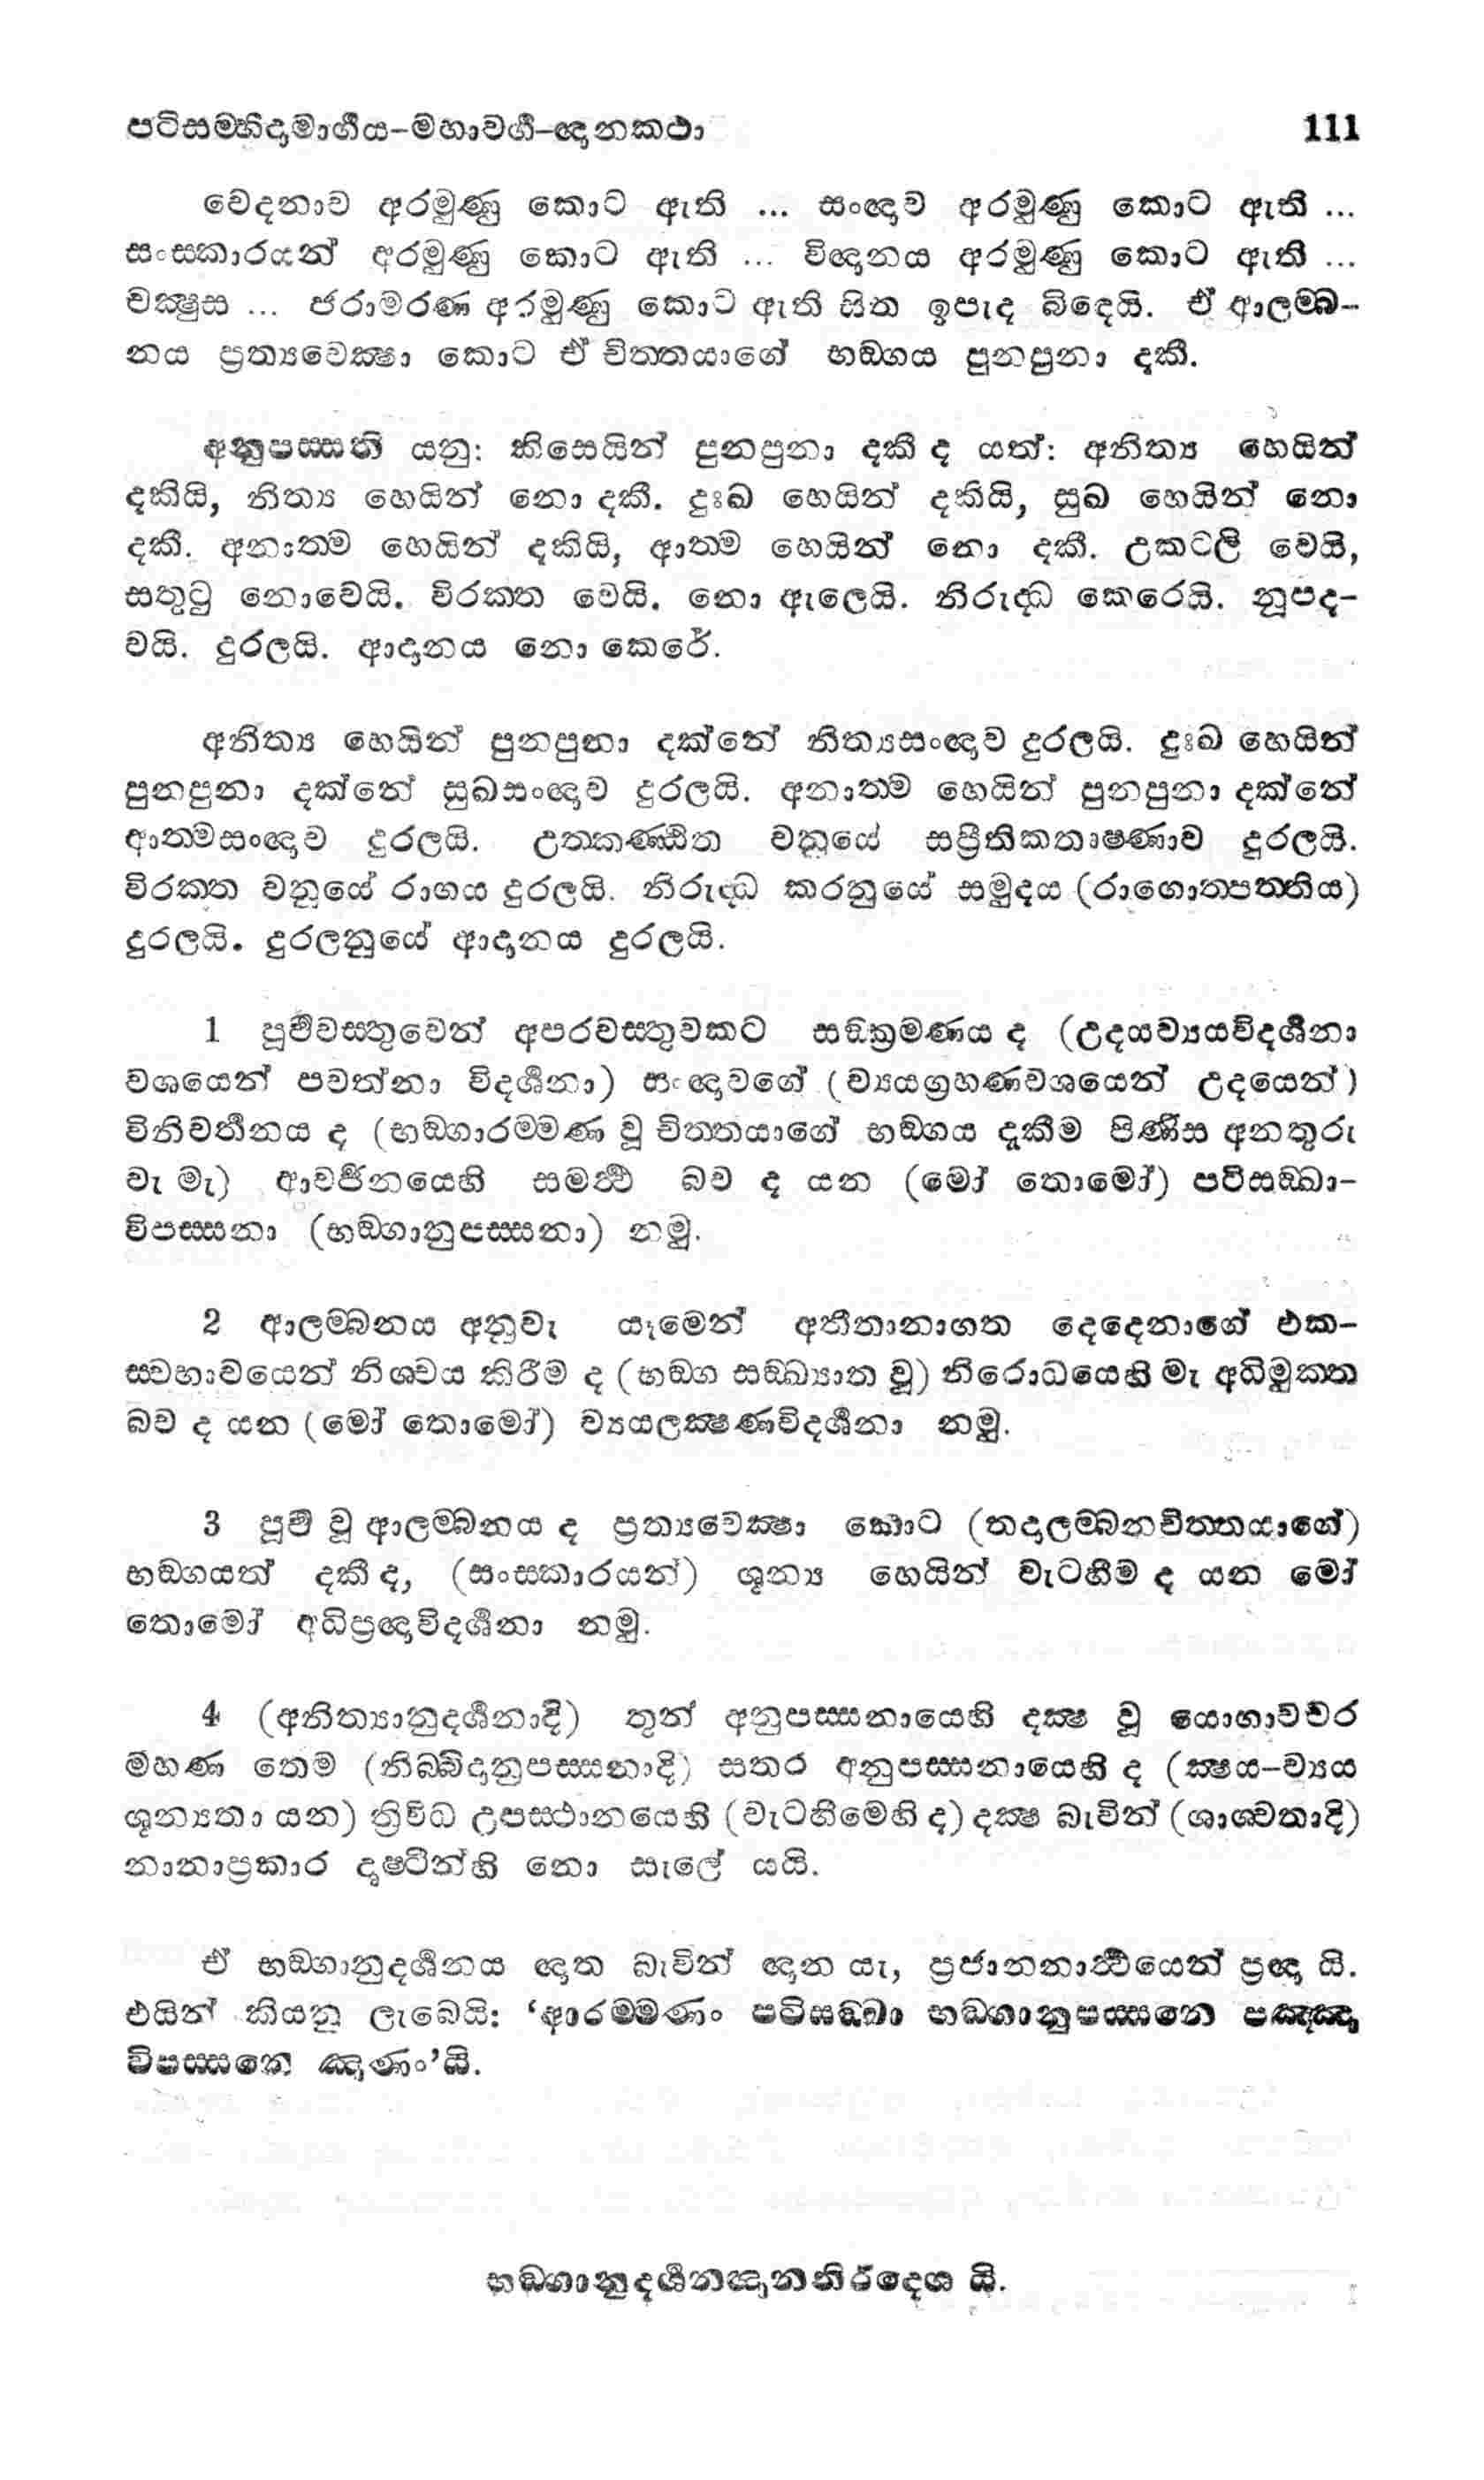 පටිසම්භිදාමාර්ගය-මහාවර්ග-ඥානකථා 111
වේදනාව අරමුණු කොට ඇති ... සංඥාව අරමුණු කොට ඇති ...
සංස්කාරයන් අරමුණු කොට ඇති ... විඥානය අරමුණු කොට ඇති ...
චක්ෂුස ... ජරාමරණ අරමුණු කොට ඇති සිත ඉපැද බිඳෙයි. ඒ ආලම්බ-
නය ප්‍රත්‍යවෙක්ෂා කොට ඒ චිත්තයාගේ භඞ්ගය පුනපුනා දකී.
අනුපස්සති යනු: කිසෙයින් පුනපුනා දකී ද යත්: අනිත්‍ය හෙයින්
දකියි, නිත්‍ය හෙයින් නො දකී. දුඃඛ හෙයින් දකියි, සුඛ හෙයින් නො
දකී. අනාත්ම හෙයින් දකියි, ආත්ම හෙයින් නො දකී. උකටලි වෙයි,
සතුටු නොවෙයි. විරක්ත වෙයි. නො ඇලෙයි. නිරුද්ධ කෙරෙයි. නූපද-
වයි. දුරලයි. ආදානය නො කෙරේ.
අනිත්‍ය හෙයින් පුනපුනා දක්නේ නිත්‍යසංඥාව දුරලයි. දුඃඛ හෙයින්
පුනපුනා දක්නේ සුඛසංඥාව දුරලයි. අනාත්ම හෙයින් පුනපුනා දක්නේ
ආත්මසංඥාව දුරලයි. උත්කණ්ඨිත වනුයේ සප්‍රීතිකතෘෂ්ණාව දුරලයි.
විරක්ත වනුයේ රාගය දුරලයි. නිරුද්ධ කරනුයේ සමුදය (රාගොත්පත්තිය)
දුරලයි. දුරලනුයේ ආදානය දුරලයි.
1 පූර්වවස්තුවෙන් අපරවස්තුවකට සඞ්ක්‍රමණය ද (උදයව්‍යයවිදර්ශනා
වශයෙන් පවත්නා විදර්ශනා) සංඥාවගේ (ව්‍යයග්‍රහණවශයෙන් උදයෙන්)
විනිවර්තනය ද (භඞ්ගාරම්මණ වූ චිත්තයාගේ භඞ්ගය දැකීම පිණිස අනතුරු
වැ මැ) ආවර්ජනයෙහි සමර්ථ බව ද යන (මෝ තොමෝ) පටිසඞ්ඛා-
විපස්සනා (භඞ්ගානුපස්සනා) නමු.
2 ආලම්බනය අනුවැ යෑමෙන් අතීතානාගත දෙදෙනාගේ එක-
ස්වභාවයෙන් නිශ්චය කිරීම ද (භඞ්ග සඞ්ඛ්‍යාත වූ) නිරොධයෙහි මැ අධිමුක්ත
බව ද යන (මෝ තොමෝ) ව්‍යයලක්ෂණවිදර්ශනා නමු.
3 පූර්ව වූ ආලම්බනය ද ප්‍රත්‍යවෙක්ෂා කොට (තදාලම්බනචිත්තයාගේ)
භඞ්ගයත් දකී ද, (සංස්කාරයන්) ශූන්‍ය හෙයින් වැටහීම ද යන මෝ
තොමෝ අධිප්‍රඥාවිදර්ශනා නමු.
4 (අනිත්‍යානුදර්ශනාදි) තුන් අනුපස්සනායෙහි දක්ෂ වූ යොගාවචර
මහණ තෙම (නිබ්බිදානුපස්සනාදි) සතර අනුපස්සනායෙහි ද (ක්ෂය-ව්‍යය
ශූන්‍යතා යන) ත්‍රිවිධ උපස්ථානයෙහි (වැටහීමෙහි ද) දක්ෂ බැවින් (ශාශ්වතාදි)
නානාප්‍රකාර දෘෂ්ටීන්හි නො සැලේ යයි.
ඒ භඞ්ගානුදර්ශනය ඥාත බැවින් ඥාන යැ, ප්‍රජානනාර්ථයෙන් ප්‍රඥා යි.
එයින් කියනු ලැබෙයි: ‘ආරම්මණං පටිසඞ්ඛා භඞ්ගානුපස්සනෙ පඤ්ඤා
විපස්සනෙ ඤාණං’යි.
භඞ්ගානුදර්ශනඥානනිර්දෙශ යි.